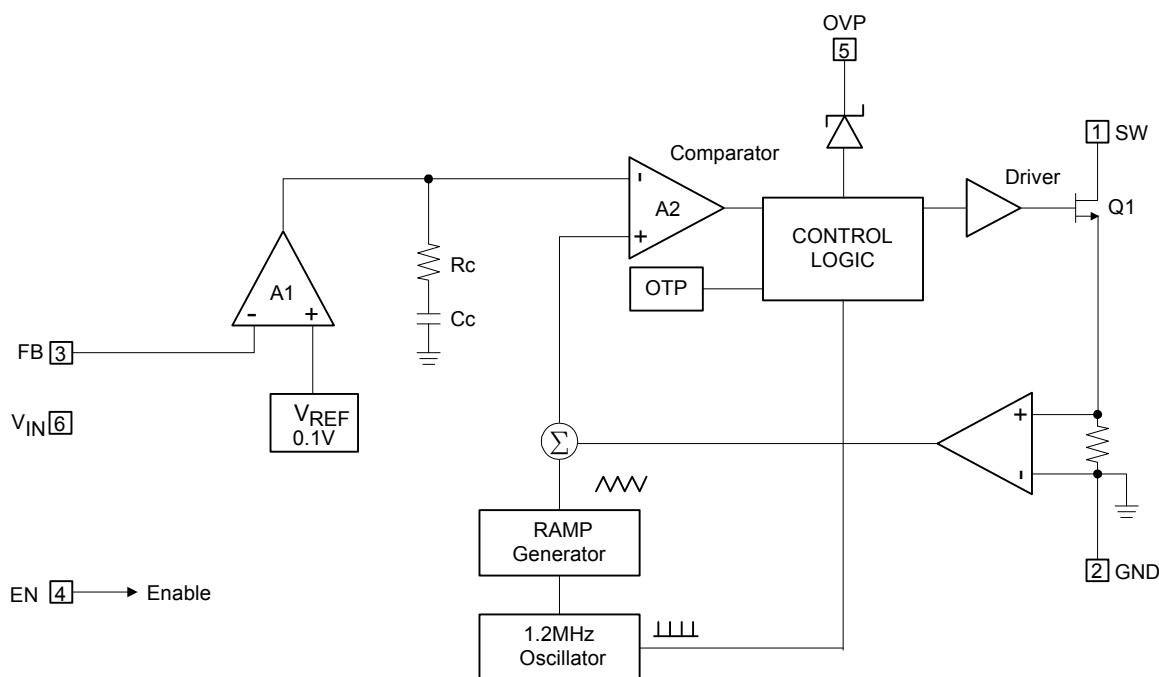 OVP
5
1 SW
Comparator
Driver
-
A2
+
Q1
CONTROL
LOGIC
Rc
OTP
A1
-
+
Cc
FB 3
VREF
0.1V
VIN 6
+
-
Σ
RAMP
Generator
2 GND
EN 4 Enable
1.2MHz
Oscillator